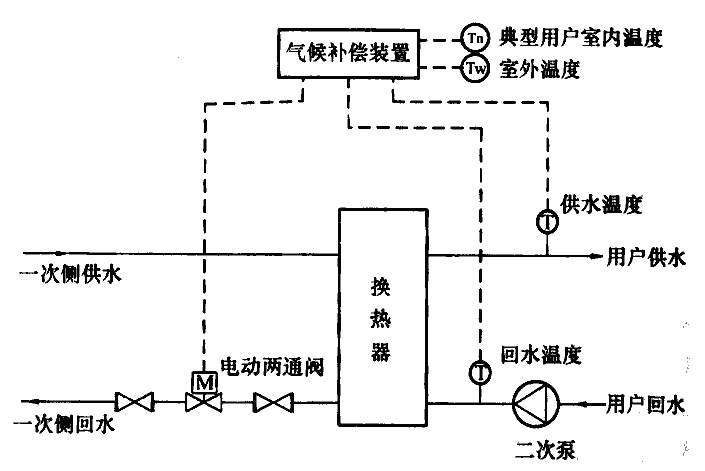 气候补偿装置
Tn 典型用户室内温度
Tw 室外温度
T 供水温度
一次侧供水
用户供水
换热器
电动两通阀
M
T 回水温度
一次侧回水
用户回水
二次泵